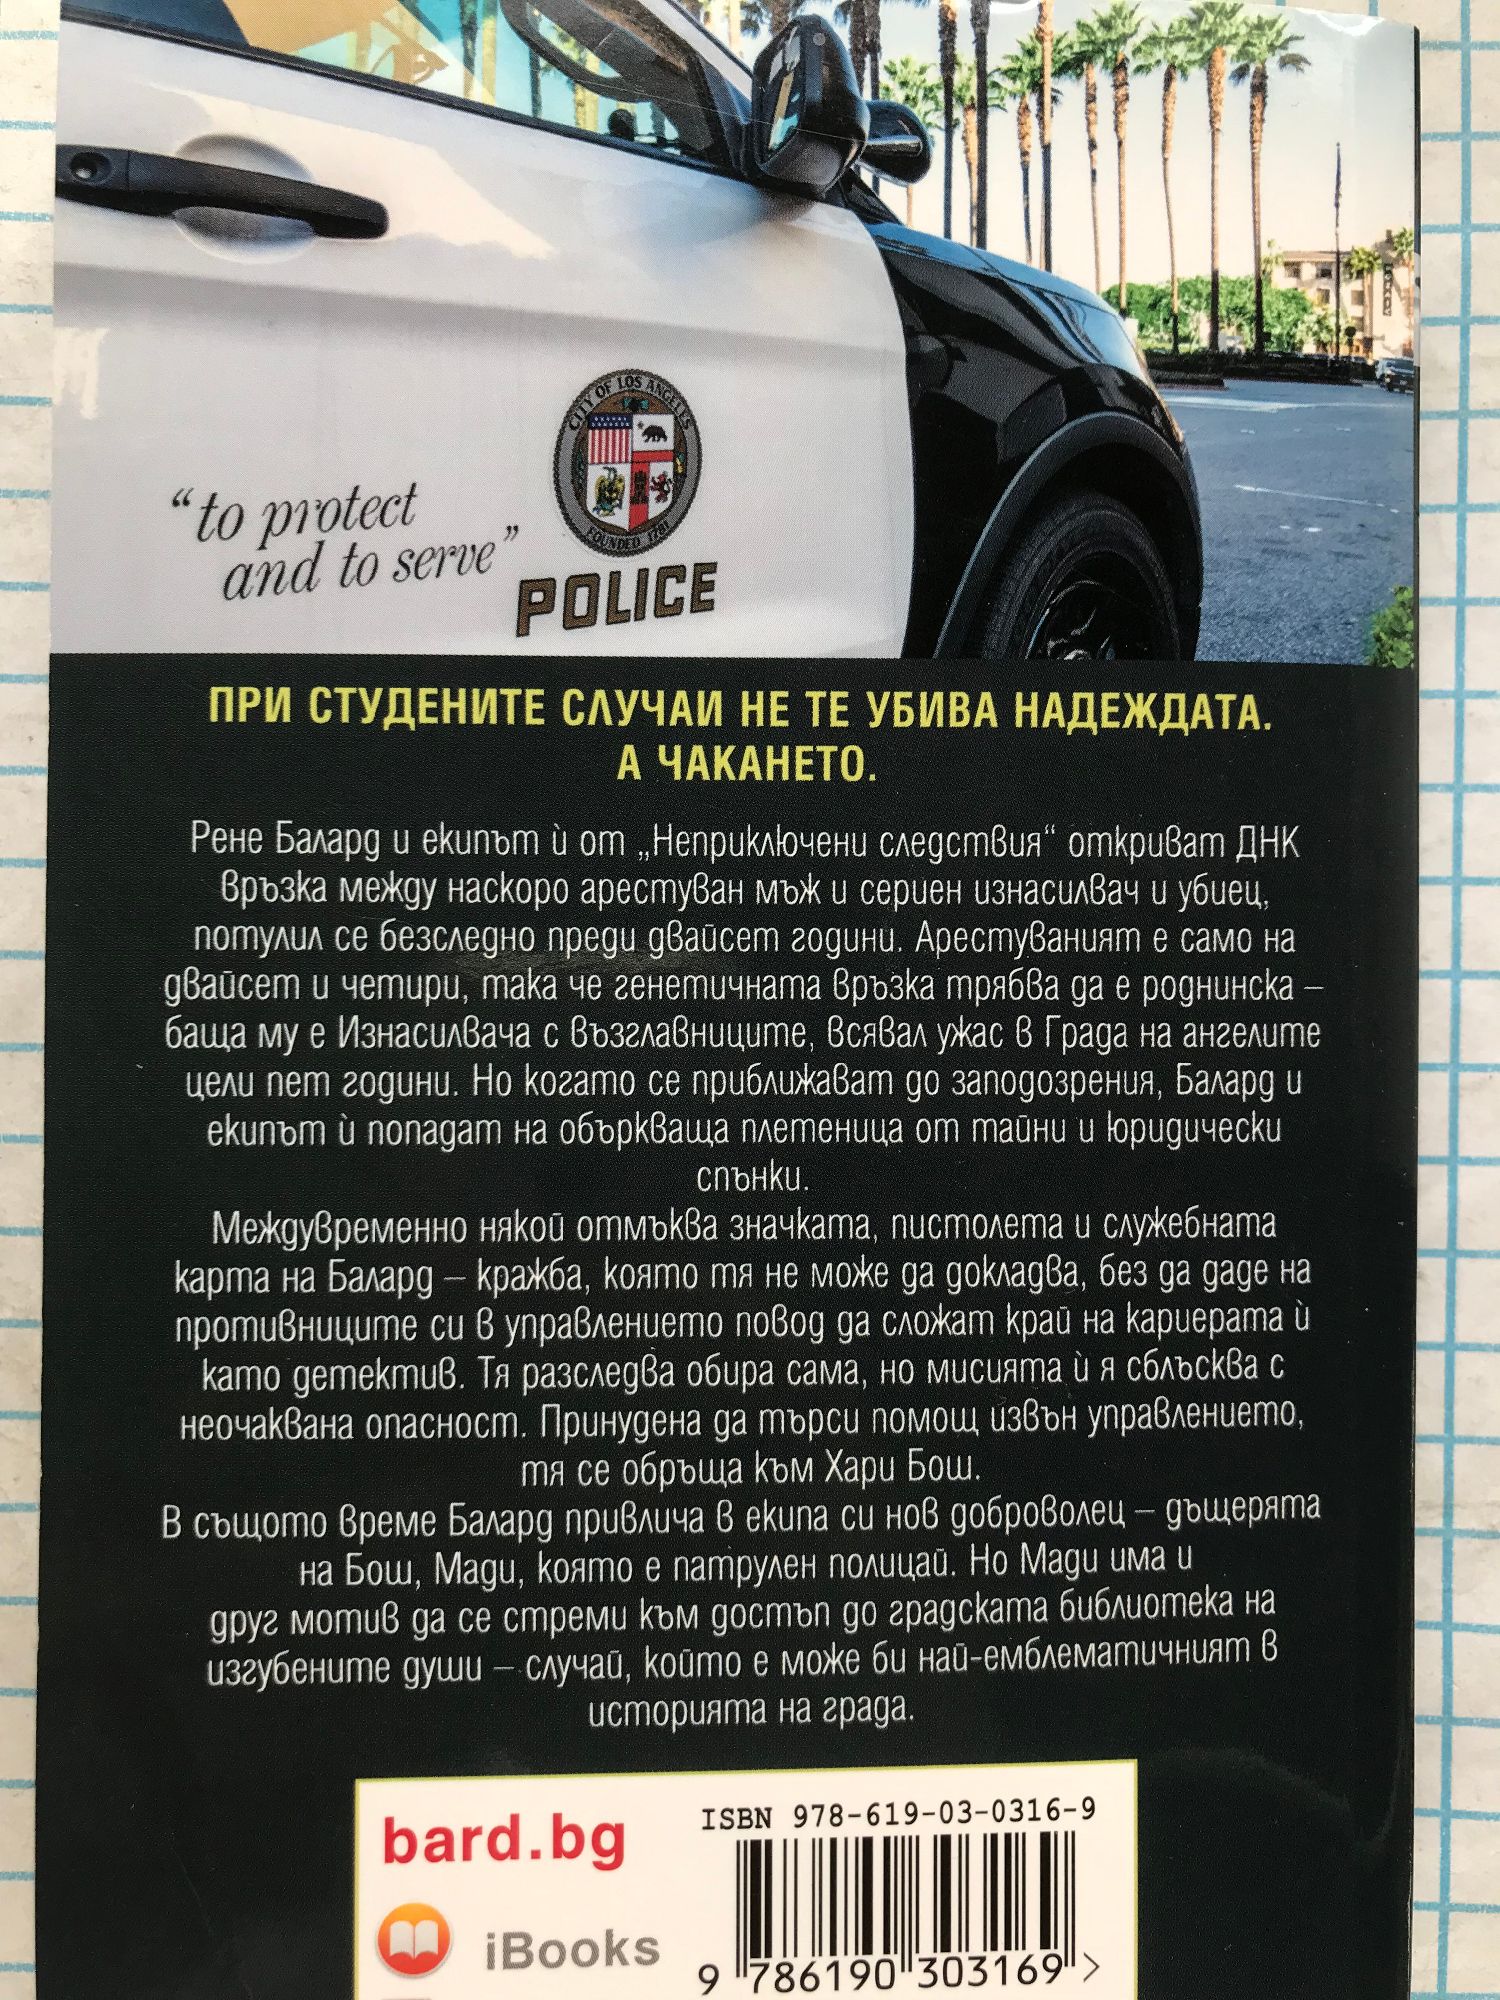 CITY OF LOS ANGELES
FOUNDED 1781
“to protect
and to serve”
POLICE
ПРИ СТУДЕНИТЕ СЛУЧАИ НЕ ТЕ УБИВА НАДЕЖДАТА.
А ЧАКАНЕТО.
Рене Балард и екипът ѝ от „Неприключени следствия“ откриват ДНК
връзка между наскоро арестуван мъж и сериен изнасилвач и убиец,
потулил се безследно преди двайсет години. Арестуваният е само на
двайсет и четири, така че генетичната връзка трябва да е роднинска –
баща му е Изнасилвача с възглавниците, всявал ужас в Града на ангелите
цели пет години. Но когато се приближават до заподозрения, Балард и
екипът ѝ попадат на объркваща плетеница от тайни и юридически
спънки.
Междувременно някой отмъква значката, пистолета и служебната
карта на Балард – кражба, която тя не може да докладва, без да даде на
противниците си в управлението повод да сложат край на кариерата ѝ
като детектив. Тя разследва обира сама, но мисията ѝ я сблъсква с
неочаквана опасност. Принудена да търси помощ извън управлението,
тя се обръща към Хари Бош.
В същото време Балард привлича в екипа си нов доброволец – дъщерята
на Бош, Мади, която е патрулен полицай. Но Мади има и
друг мотив да се стреми към достъп до градската библиотека на
изгубените души – случай, който е може би най-емблематичният в
историята на града.
bard.bg
ISBN 978-619-03-0316-9
iBooks
9 786190 303169 >